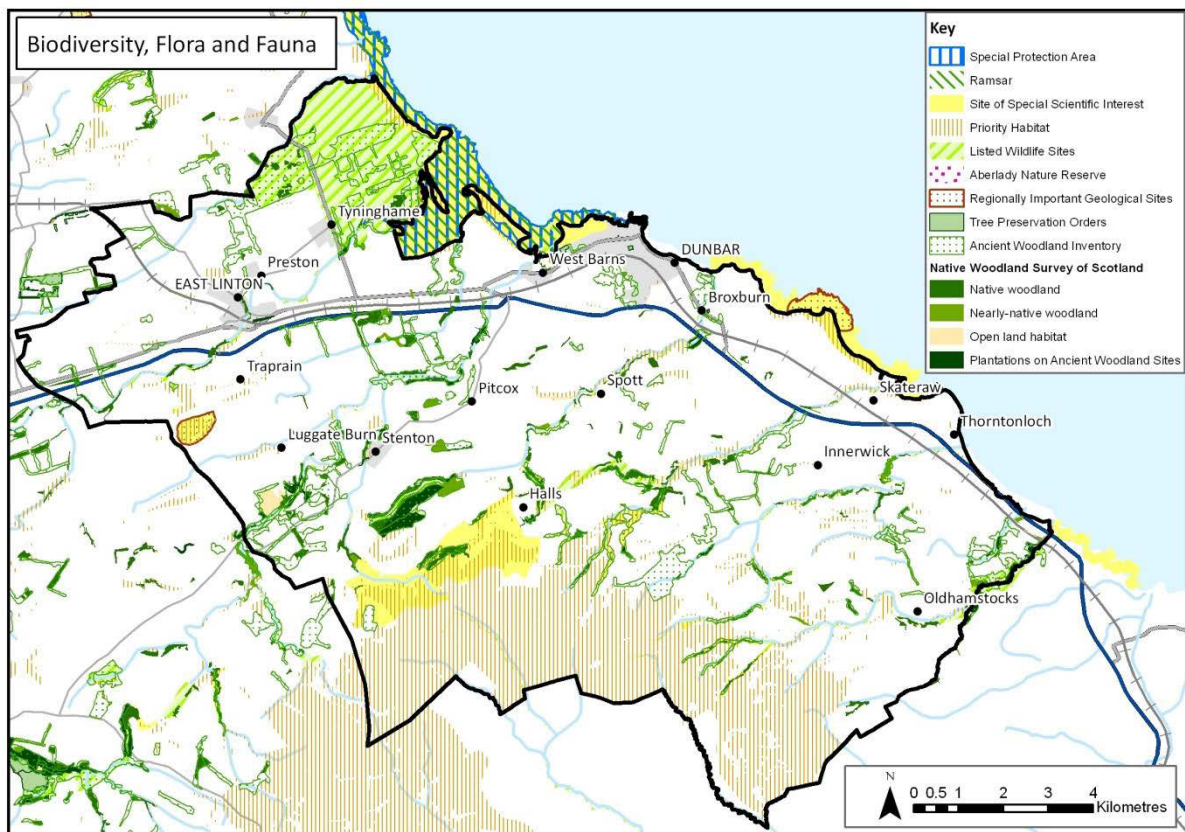 Biodiversity, Flora and Fauna
Key
Special Protection Area
Ramsar
Site of Special Scientific Interest
Priority Habitat
Listed Wildlife Sites
Aberlady Nature Reserve
Regionally Important Geological Sites
Tree Preservation Orders
Ancient Woodland Inventory
Native Woodland Survey of Scotland
Native woodland
Nearly-native woodland
Open land habitat
Plantations on Ancient Woodland Sites
Tyninghame
Preston
EAST LINTON
West Barns
DUNBAR
Broxburn
Traprain
Pitcox
Spott
Skateraw
Thorntonloch
Luggate Burn
Stenton
Innerwick
Halls
Oldhamstocks
N
0 0.5 1 2 3 4
Kilometres